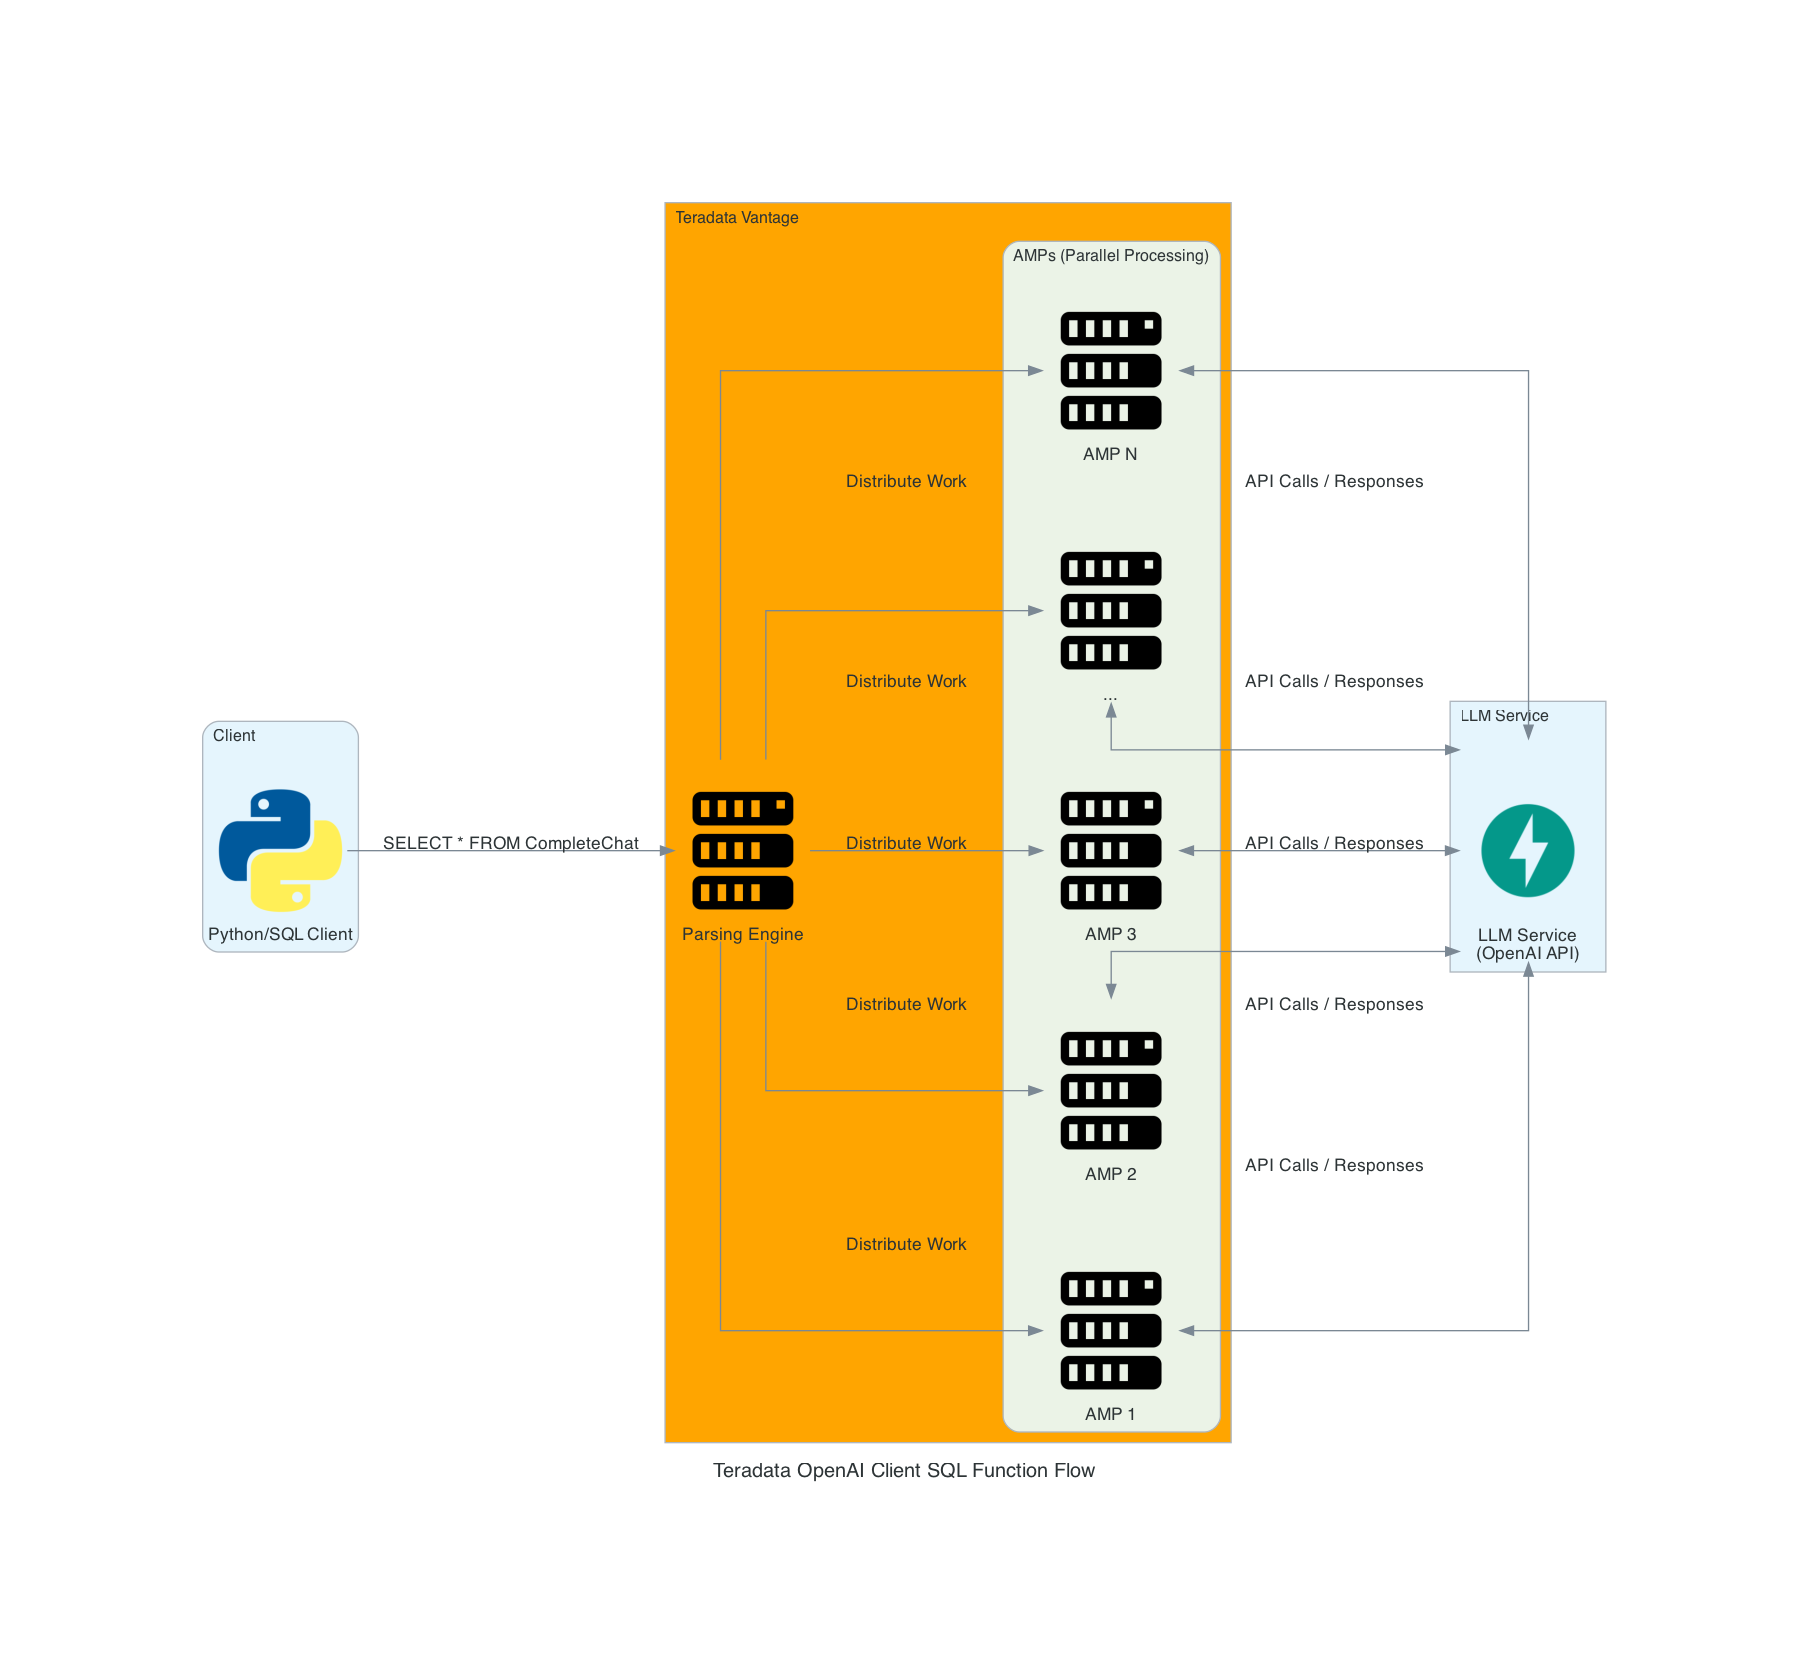 Teradata Vantage
AMPs (Parallel Processing)
AMP N
Distribute Work
API Calls / Responses
Distribute Work
API Calls / Responses
...
LLM Service
Client
SELECT * FROM CompleteChat
Distribute Work
API Calls / Responses
Python/SQL Client
Parsing Engine
AMP 3
LLM Service
(OpenAI API)
Distribute Work
API Calls / Responses
AMP 2
API Calls / Responses
Distribute Work
AMP 1
Teradata OpenAI Client SQL Function Flow